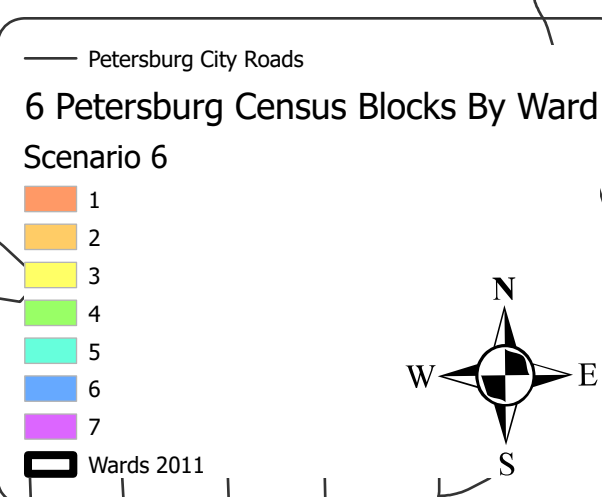 Petersburg City Roads
6 Petersburg Census Blocks By Ward
Scenario 6
1
2
3
4
5
6
7
Wards 2011
N
W E
S